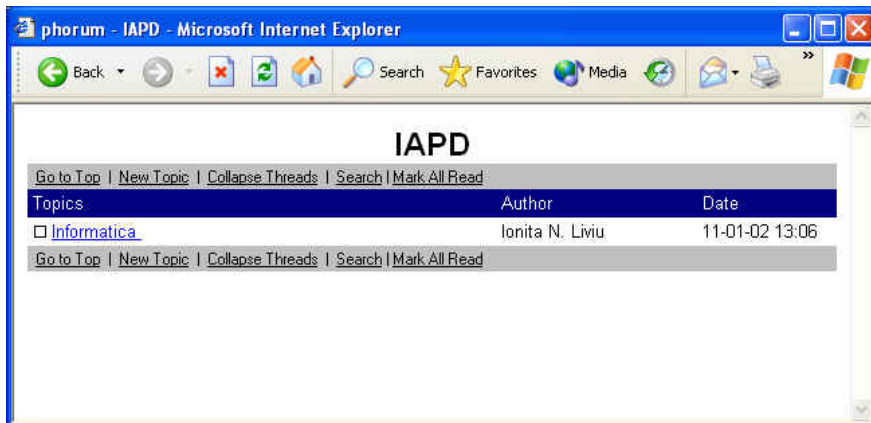 phorum - IAPD - Microsoft Internet Explorer
Back Search Favorites Media »
IAPD
Go to Top | New Topic | Collapse Threads | Search | Mark All Read
Topics Author Date
Informatica Ionita N. Liviu 11-01-02 13:06
Go to Top | New Topic | Collapse Threads | Search | Mark All Read